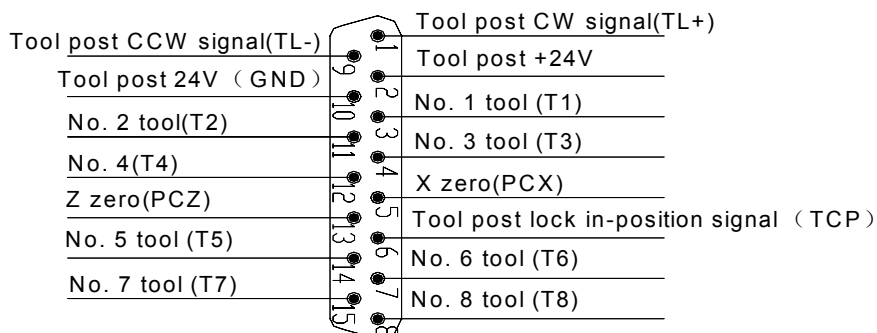 Tool post CW signal(TL+)
Tool post CCW signal(TL-)
1
Tool post +24V
9
Tool post 24V （GND）
2
No. 1 tool (T1)
10
No. 2 tool(T2)
3
No. 3 tool (T3)
11
No. 4(T4)
4
X zero(PCX)
12
Z zero(PCZ)
5
Tool post lock in-position signal （TCP）
13
No. 5 tool (T5)
6
No. 6 tool (T6)
14
No. 7 tool (T7)
7
No. 8 tool (T8)
15
8